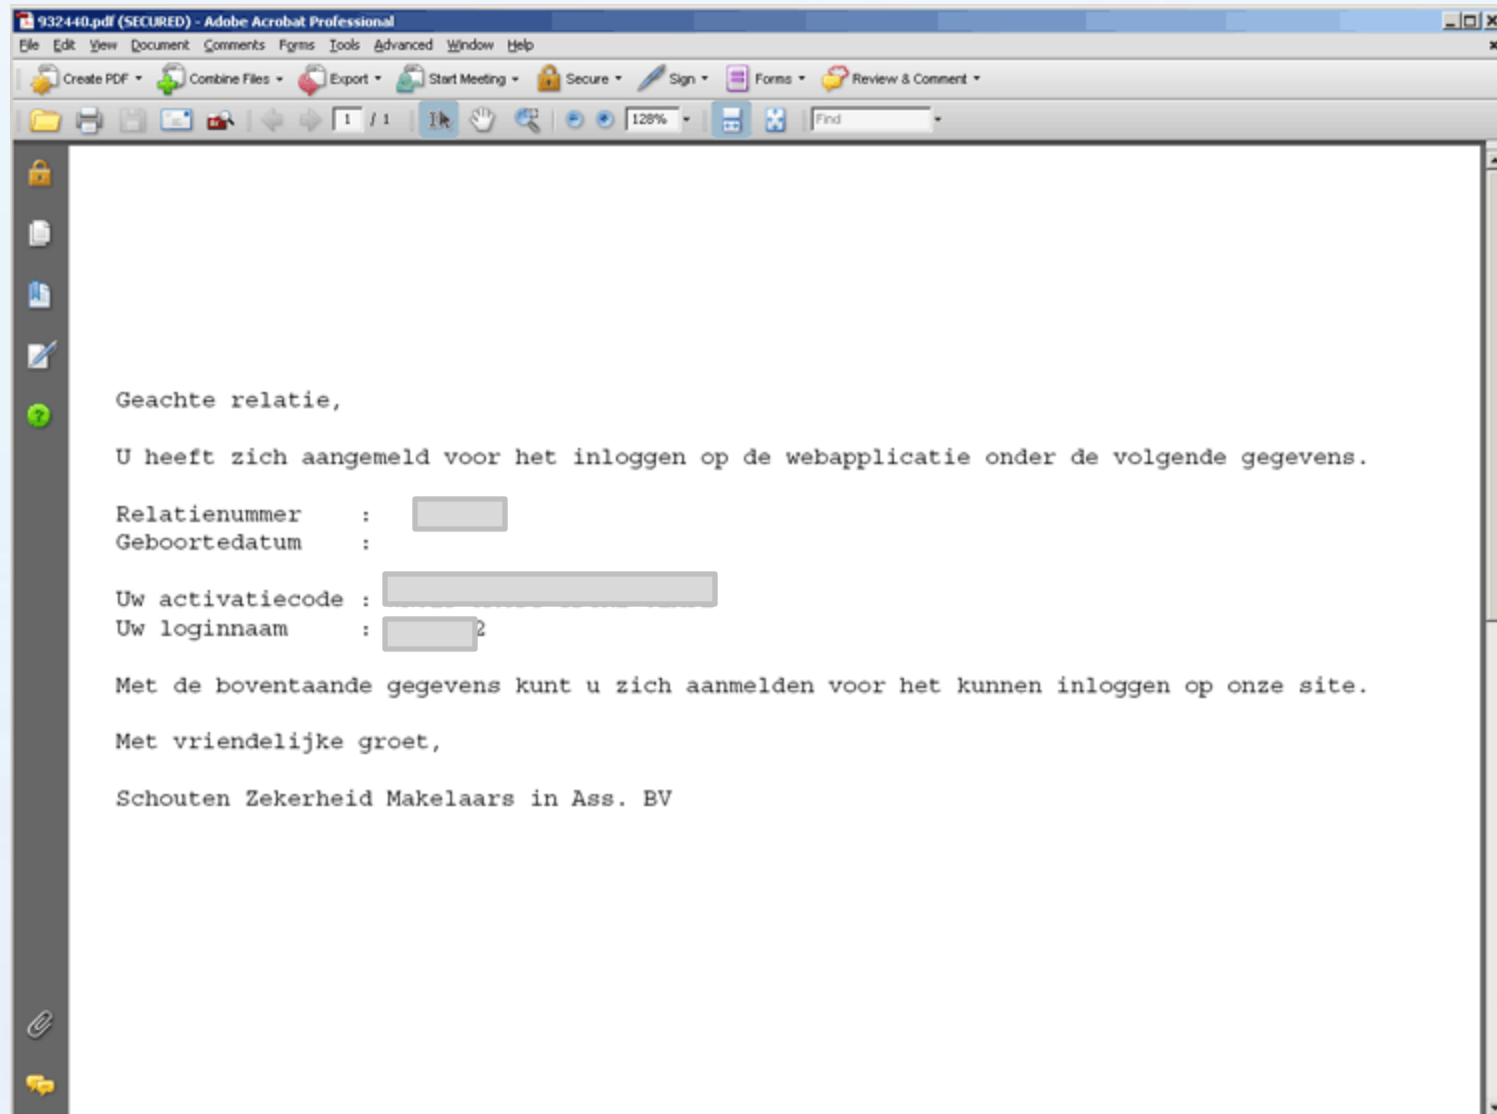 932440.pdf (SECURED) - Adobe Acrobat Professional
File Edit View Document Comments Forms Tools Advanced Window Help
Create PDF Combine Files Export Start Meeting Secure Sign Forms Review & Comment
1 / 1 128% Find
Geachte relatie,
U heeft zich aangemeld voor het inloggen op de webapplicatie onder de volgende gegevens.
Relatienummer :
Geboortedatum :
Uw activatiecode :
Uw loginnaam : 2
Met de boventaande gegevens kunt u zich aanmelden voor het kunnen inloggen op onze site.
Met vriendelijke groet,
Schouten Zekerheid Makelaars in Ass. BV